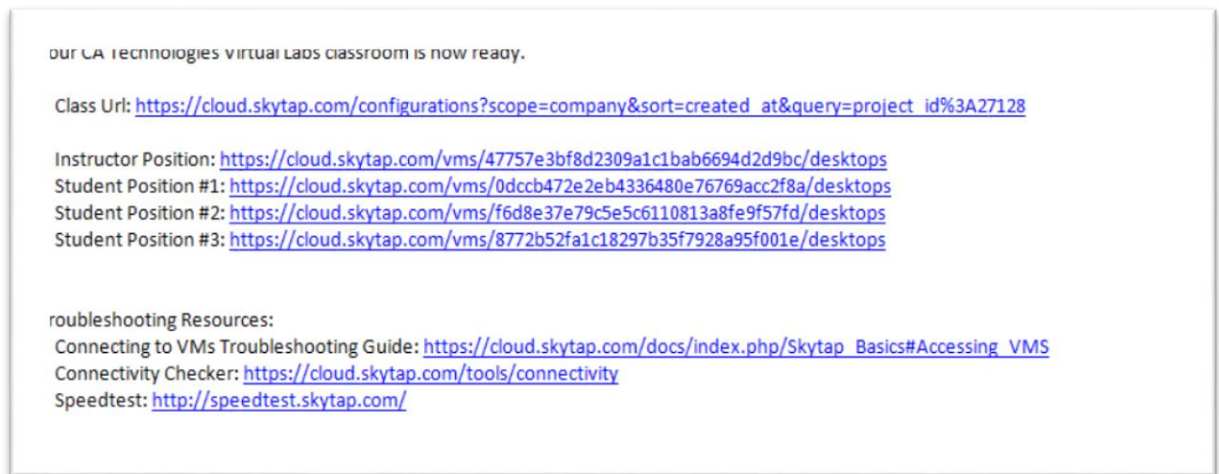 our CA Technologies Virtual Labs classroom is now ready.
Class Url: https://cloud.skytap.com/configurations?scope=company&sort=created_at&query=project_id%3A27128
Instructor Position: https://cloud.skytap.com/vms/47757e3bf8d2309a1c1bab6694d2d9bc/desktops
Student Position #1: https://cloud.skytap.com/vms/0dccb472e2eb4336480e76769acc2f8a/desktops
Student Position #2: https://cloud.skytap.com/vms/f6d8e37e79c5e5c6110813a8fe9f57fd/desktops
Student Position #3: https://cloud.skytap.com/vms/8772b52fa1c18297b35f7928a95f001e/desktops
roubleshooting Resources:
Connecting to VMs Troubleshooting Guide: https://cloud.skytap.com/docs/index.php/Skytap_Basics#Accessing_VMS
Connectivity Checker: https://cloud.skytap.com/tools/connectivity
Speedtest: http://speedtest.skytap.com/